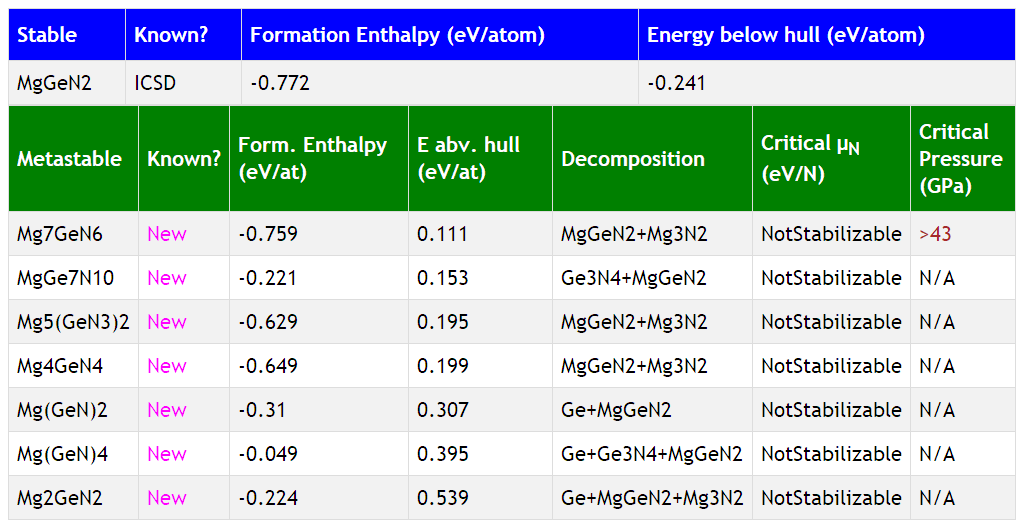 Stable Known? Formation Enthalpy (eV/atom) Energy below hull (eV/atom)
MgGeN2 ICSD -0.772 -0.241
Metastable Known? Form. Enthalpy (eV/at) E abv. hull (eV/at) Decomposition Critical μN (eV/N) Critical Pressure (GPa)
Mg7GeN6 New -0.759 0.111 MgGeN2+Mg3N2 NotStabilizable >43
MgGe7N10 New -0.221 0.153 Ge3N4+MgGeN2 NotStabilizable N/A
Mg5(GeN3)2 New -0.629 0.195 MgGeN2+Mg3N2 NotStabilizable N/A
Mg4GeN4 New -0.649 0.199 MgGeN2+Mg3N2 NotStabilizable N/A
Mg(GeN)2 New -0.31 0.307 Ge+MgGeN2 NotStabilizable N/A
Mg(GeN)4 New -0.049 0.395 Ge+Ge3N4+MgGeN2 NotStabilizable N/A
Mg2GeN2 New -0.224 0.539 Ge+MgGeN2+Mg3N2 NotStabilizable N/A